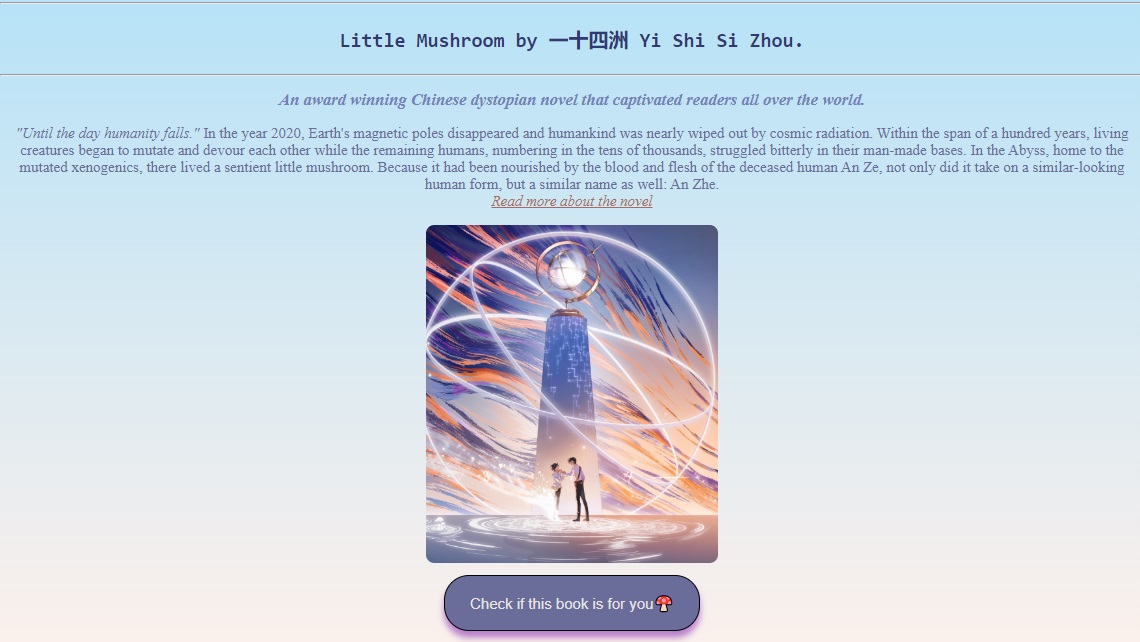 Little Mushroom by 一十四洲 Yi Shi Si Zhou.
An award winning Chinese dystopian novel that captivated readers all over the world.
"Until the day humanity falls." In the year 2020, Earth's magnetic poles disappeared and humankind was nearly wiped out by cosmic radiation. Within the span of a hundred years, living
creatures began to mutate and devour each other while the remaining humans, numbering in the tens of thousands, struggled bitterly in their man-made bases. In the Abyss, home to the
mutated xenogenics, there lived a sentient little mushroom. Because it had been nourished by the blood and flesh of the deceased human An Ze, not only did it take on a similar-looking
human form, but a similar name as well: An Zhe.
Read more about the novel
Check if this book is for you🍄